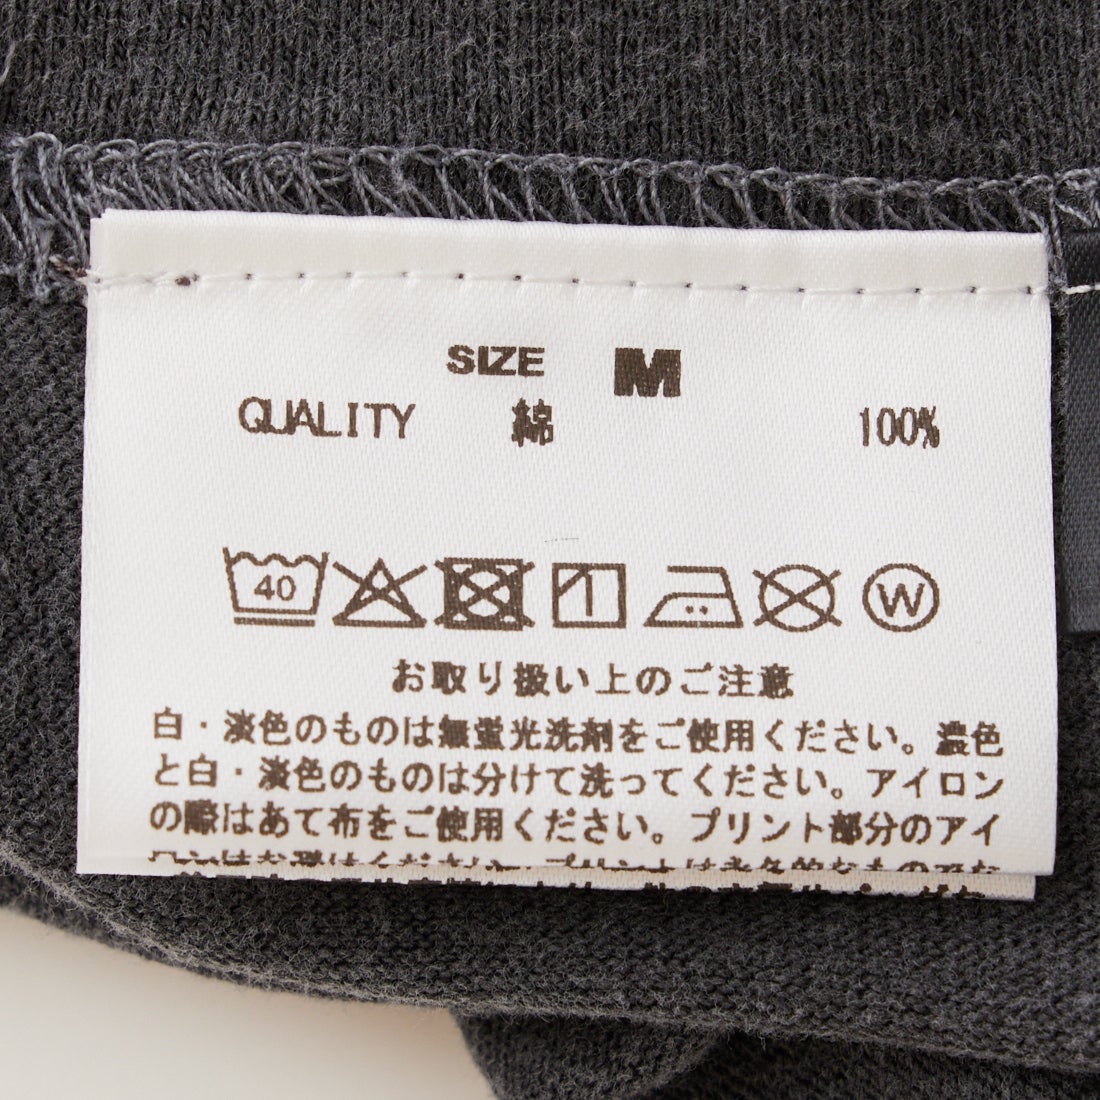 SIZE M
QUALITY 綿 100%
40 W
お取り扱い上のご注意
白・淡色のものは無蛍光洗剤をご使用ください。濃色
と白・淡色のものは分けて洗ってください。アイロン
の際はあて布をご使用ください。プリント部分のアイ